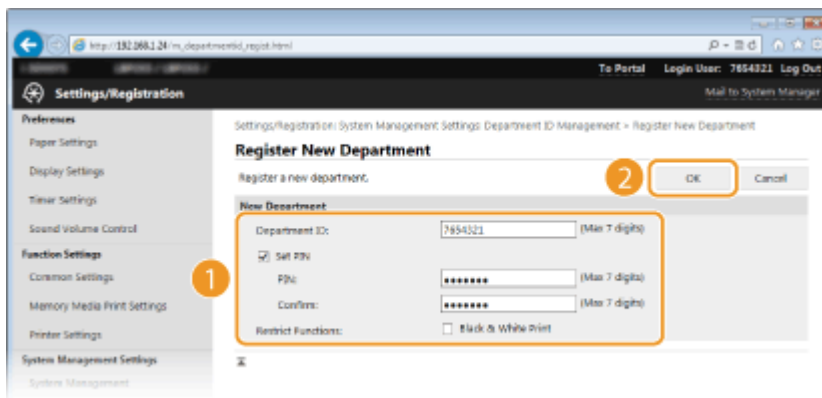 http://192.168.1.24/m_departmentid_regist.html
To Portal Login User: 7654321 Log Out
Settings/Registration
Mail to System Manager
Preferences
Paper Settings
Display Settings
Timer Settings
Sound Volume Control
Function Settings
Common Settings
Memory Media Print Settings
Printer Settings
System Management Settings
System Management
Settings/Registration: System Management Settings: Department ID Management > Register New Department
Register New Department
Register a new department.
2
OK
Cancel
New Department
1
Department ID: 7654321 (Max 7 digits)
Set PIN
PIN: ••••••• (Max 7 digits)
Confirm: ••••••• (Max 7 digits)
Restrict Functions: Black & White Print